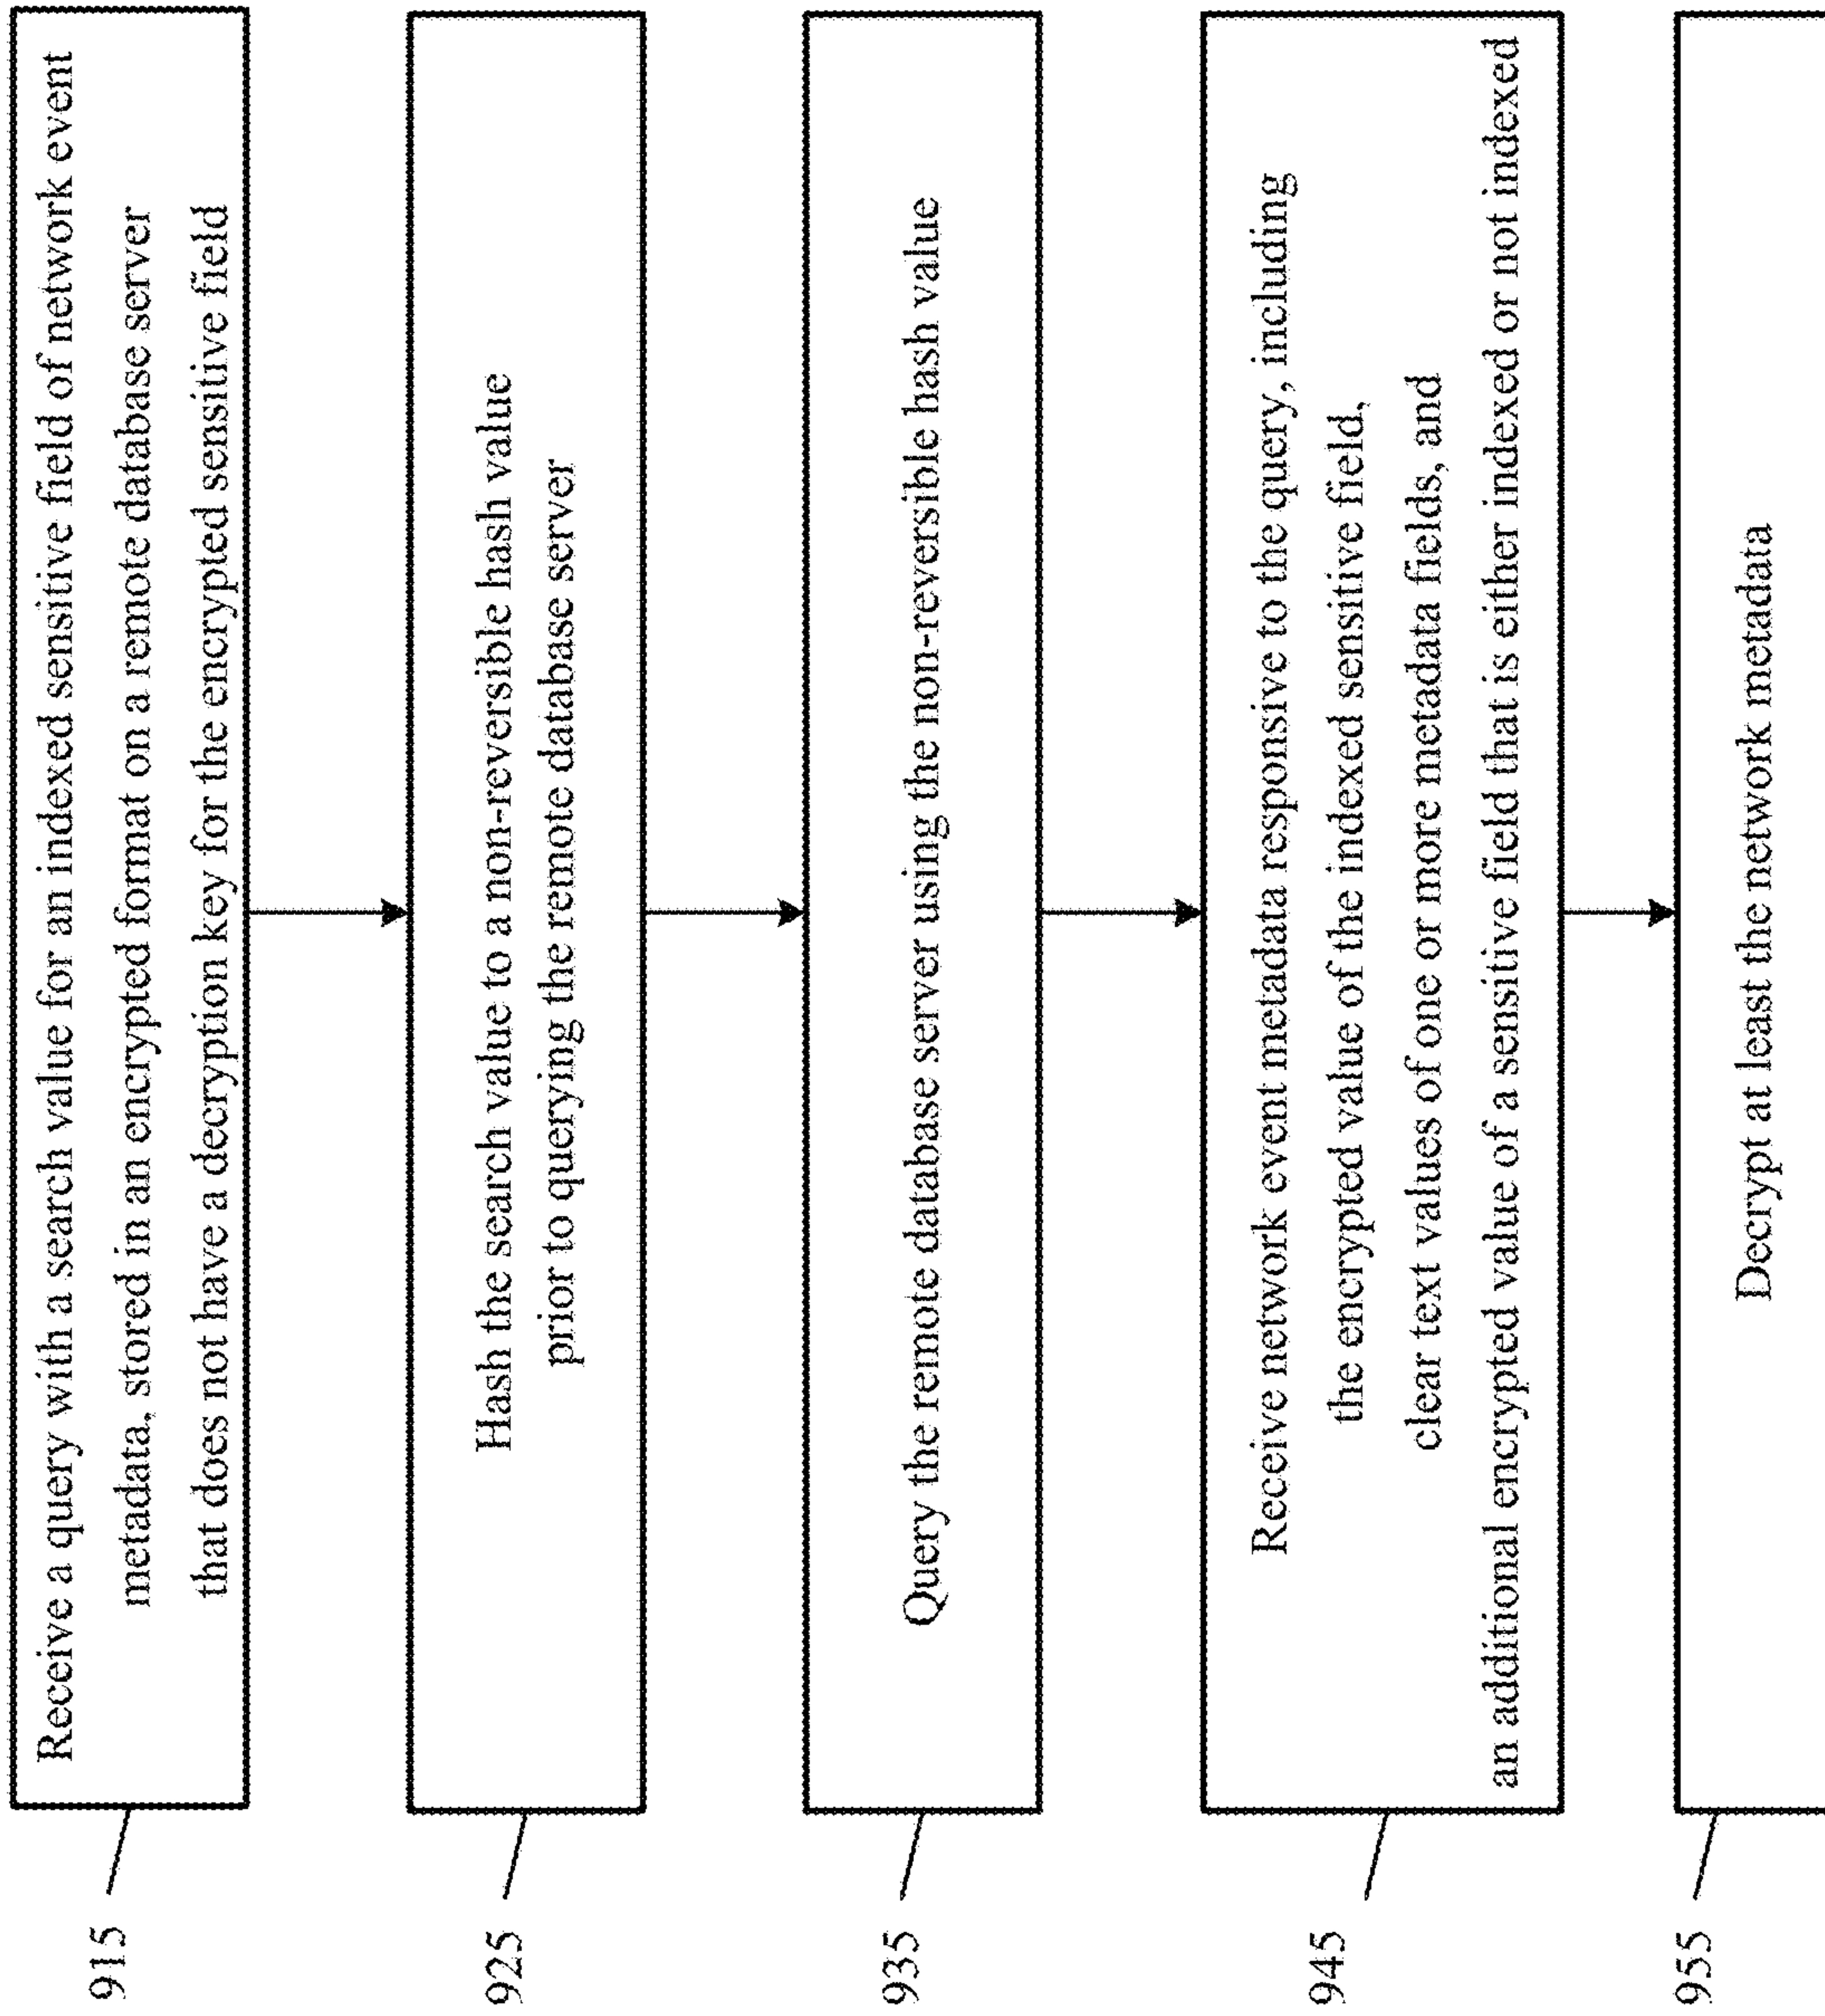 915
Receive a query with a search value for an indexed sensitive field of network event
metadata, stored in an encrypted format on a remote database server
that does not have a decryption key for the encrypted sensitive field
925
Hash the search value to a non-reversible hash value
prior to querying the remote database server
935
Query the remote database server using the non-reversible hash value
945
Receive network event metadata responsive to the query, including
the encrypted value of the indexed sensitive field,
clear text values of one or more metadata fields, and
an additional encrypted value of a sensitive field that is either indexed or not indexed
955
Decrypt at least the network metadata